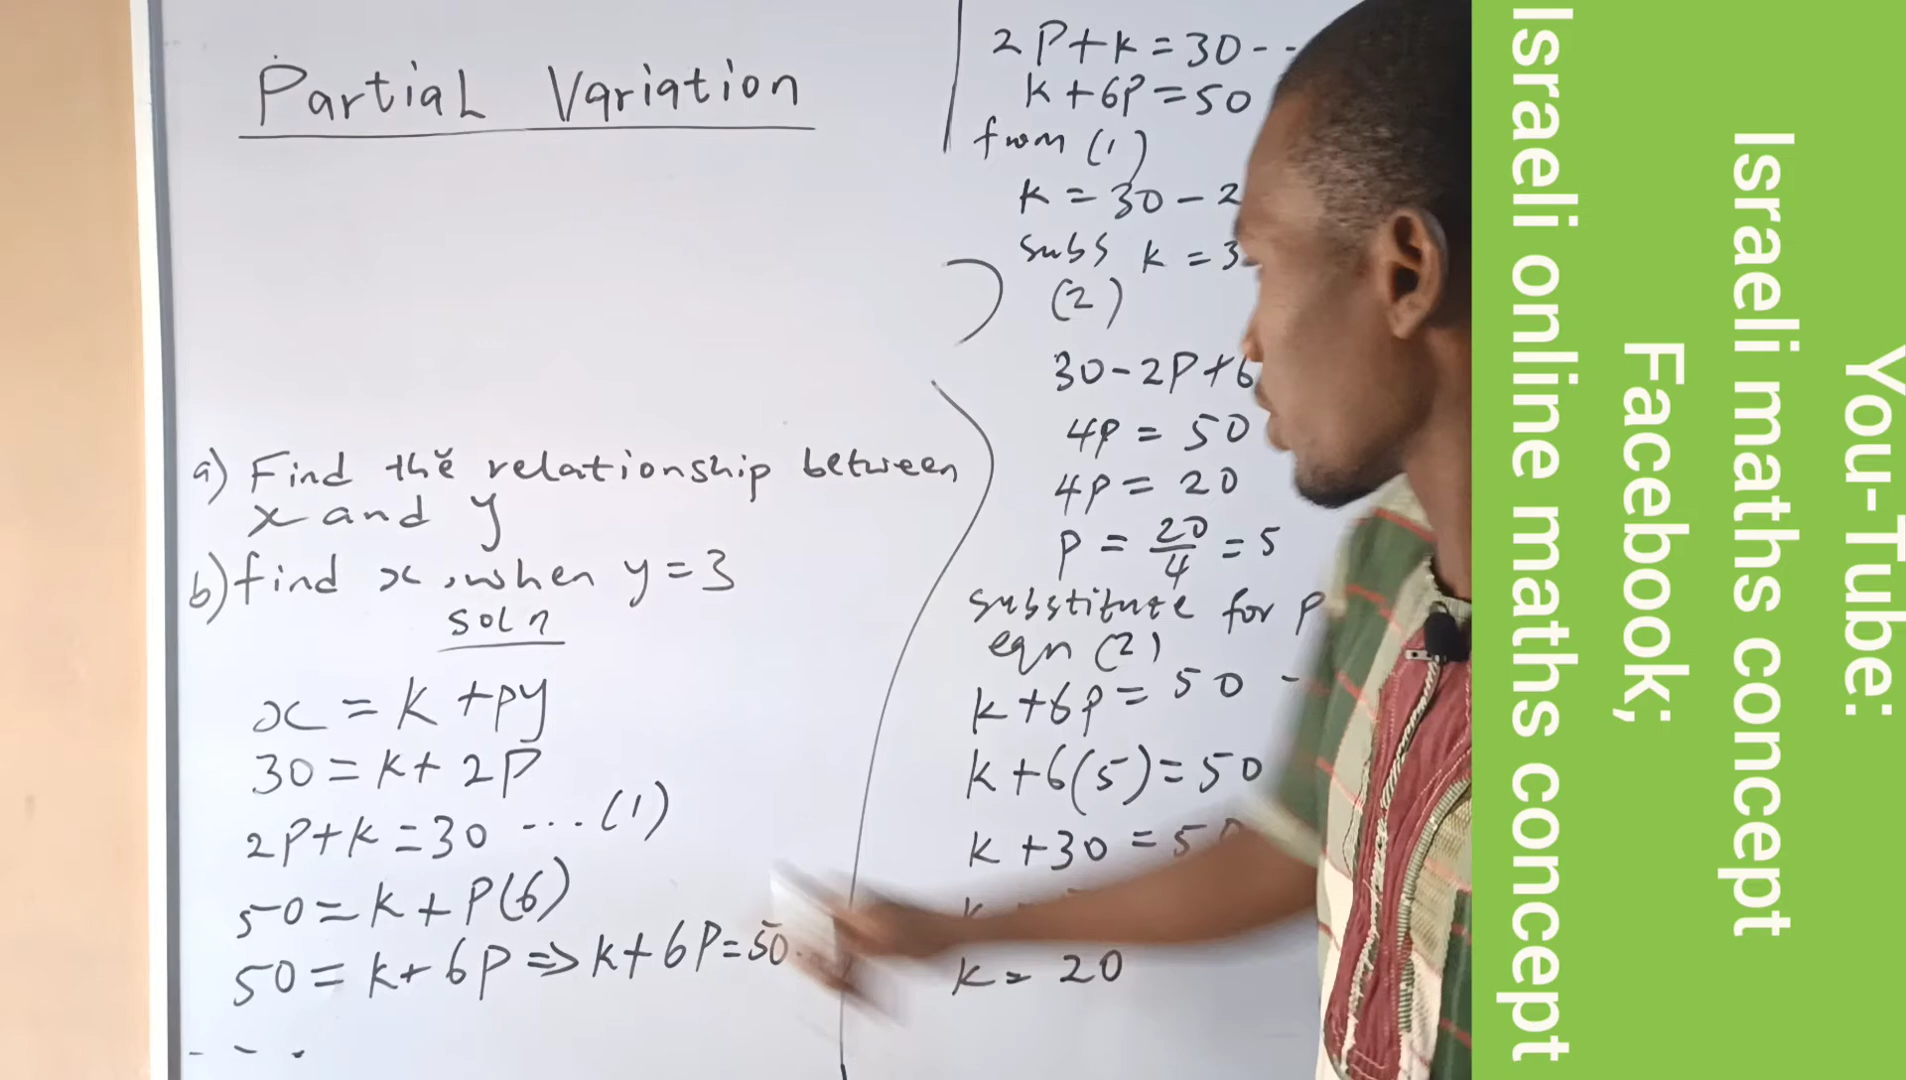 Partial Variation
a) Find the relationship between
x and y
b) find x, when y = 3
soln
x = k + py
30 = k + 2P
2P + k = 30 --- (1)
50 = k + P(6)
50 = k + 6P => k + 6P = 50
2P + k = 30 --
k + 6P = 50
from (1)
k = 30 - 2
subs k = 3
(2)
30 - 2P + 6
4P = 50
4P = 20
P = 20/4 = 5
substitute for P
eqn (2)
k + 6P = 50 -
k + 6(5) = 50
k + 30 = 50
k = 20
You-Tube:
Israeli maths concept
Facebook;
Israeli online maths concept